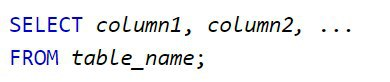 SELECT column1, column2, ...
FROM table_name;